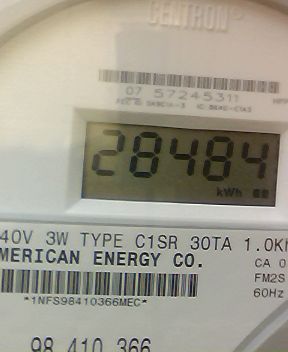 CENTRON®
07 57245311
28484
kWh
40V 3W TYPE C1SR 30TA 1.0K
MERICAN ENERGY CO.
CA 0
FM2S
60Hz
*1NFS98410366MEC*
98 410 366